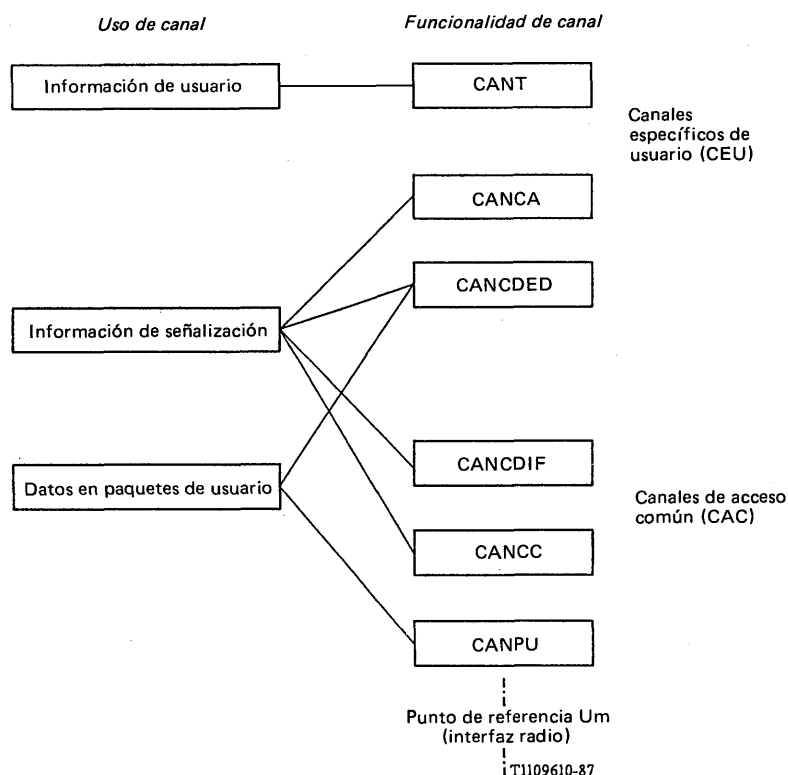 Uso de canal
Funcionalidad de canal
Información de usuario
CANT
Canales
específicos de
usuario (CEU)
CANCA
CANCDED
Información de señalización
CANCDIF
Datos en paquetes de usuario
Canales de acceso
común (CAC)
CANCC
CANPU
Punto de referencia Um
(interfaz radio)
T1109610-87